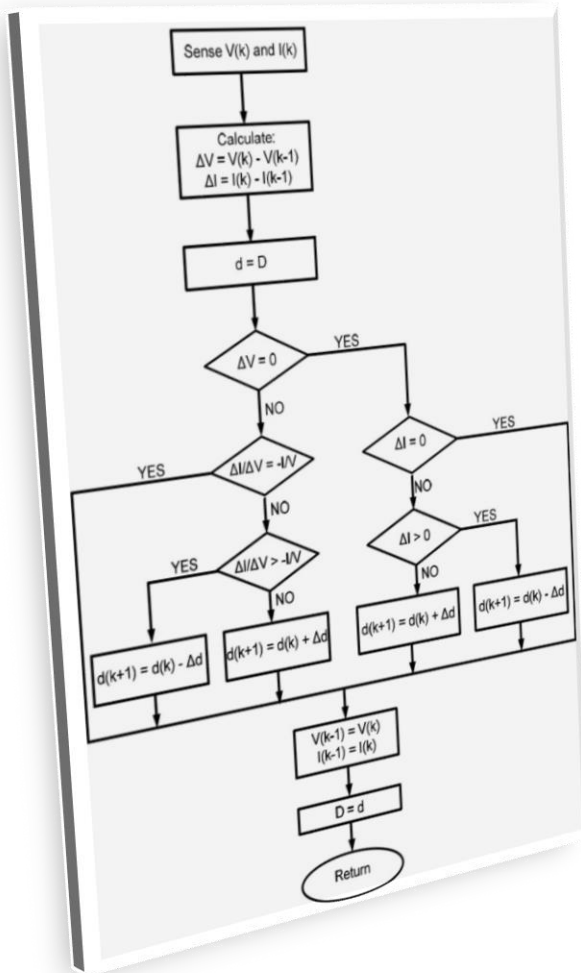 Sense V(k) and I(k)
Calculate:
ΔV = V(k) - V(k-1)
ΔI = I(k) - I(k-1)
d = D
ΔV = 0
YES
NO
ΔI = 0
YES
NO
ΔI/ΔV = -I/V
YES
NO
ΔI > 0
YES
NO
ΔI/ΔV > -I/V
YES
NO
d(k+1) = d(k) - Δd
d(k+1) = d(k) + Δd
d(k+1) = d(k) + Δd
d(k+1) = d(k) - Δd
V(k-1) = V(k)
I(k-1) = I(k)
D = d
Return